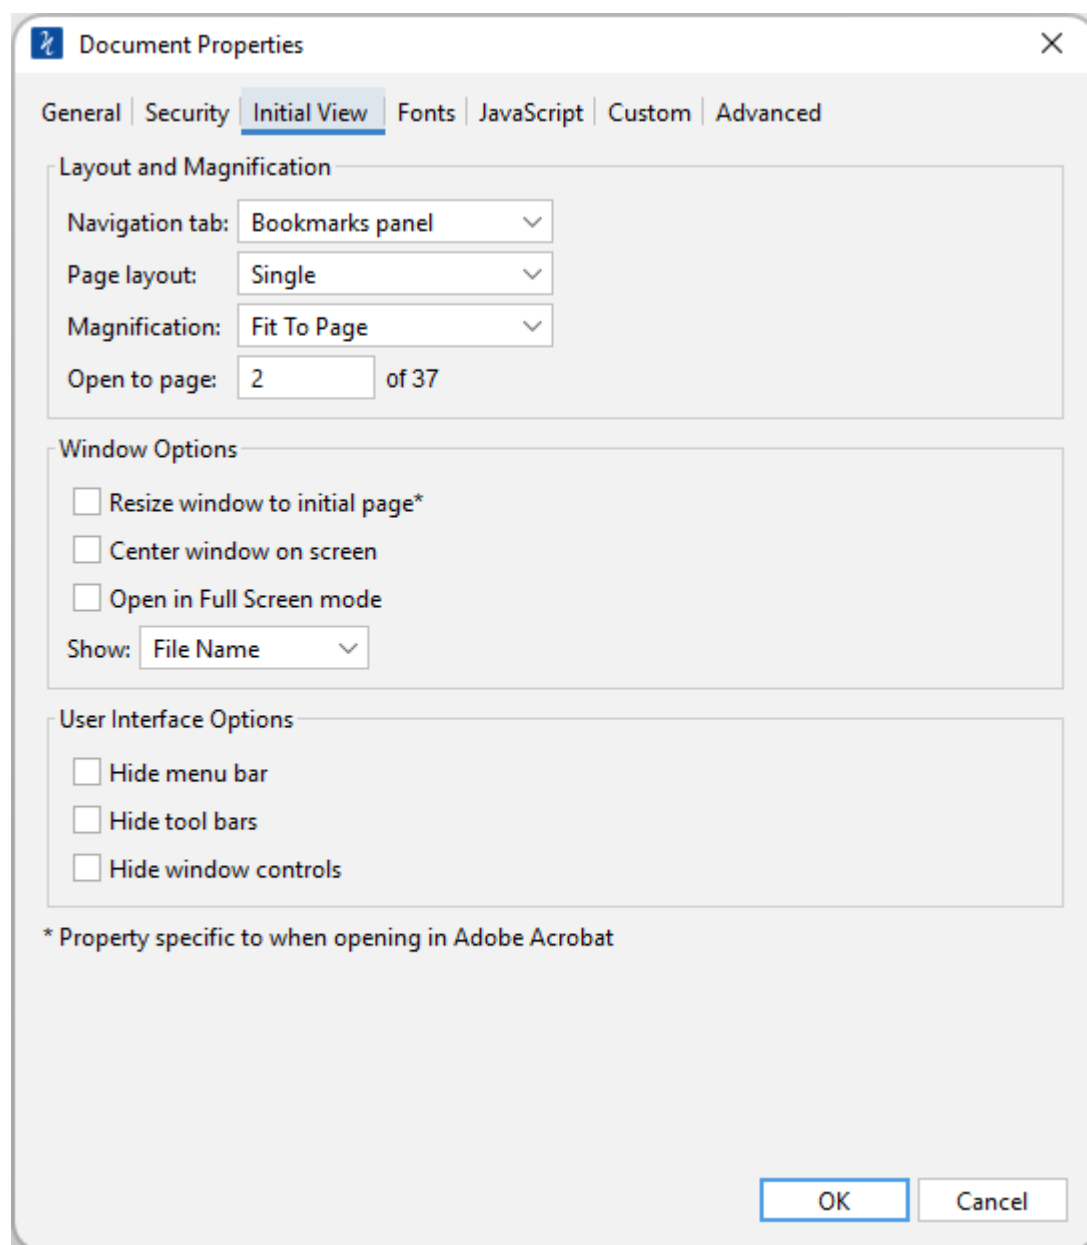 Document Properties
General Security Initial View Fonts JavaScript Custom Advanced
Layout and Magnification
Navigation tab: Bookmarks panel
Page layout: Single
Magnification: Fit To Page
Open to page: 2 of 37
Window Options
Resize window to initial page*
Center window on screen
Open in Full Screen mode
Show: File Name
User Interface Options
Hide menu bar
Hide tool bars
Hide window controls
* Property specific to when opening in Adobe Acrobat
OK Cancel